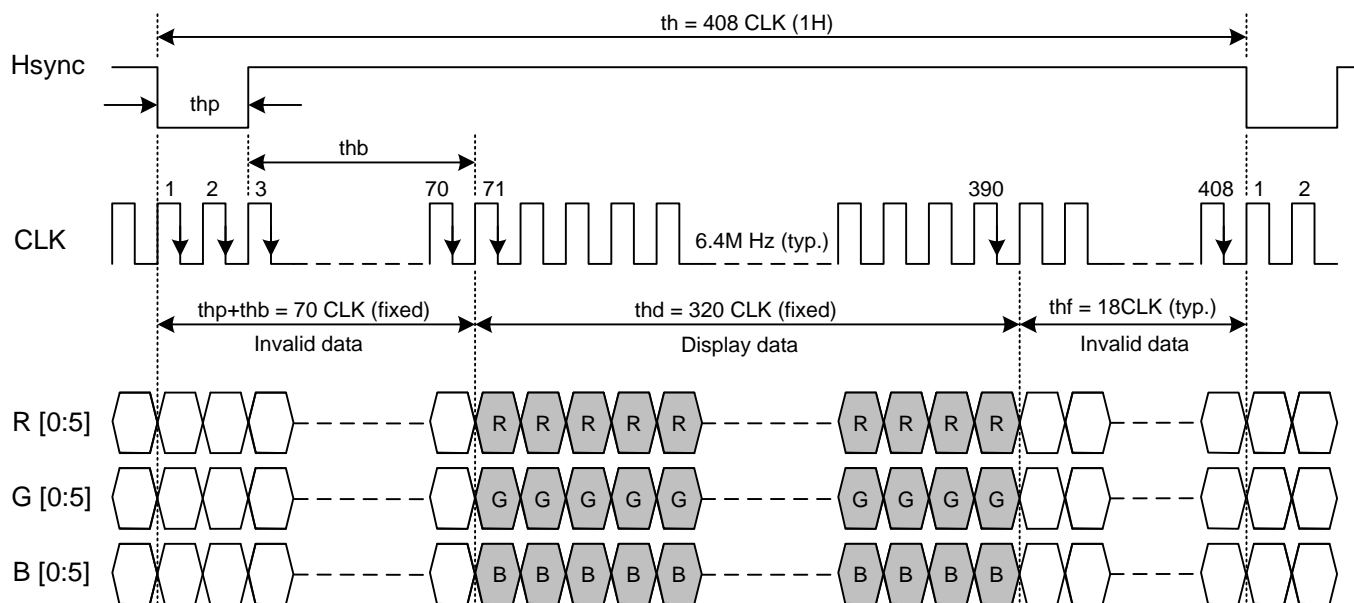 th = 408 CLK (1H)
Hsync
thp
thb
1 2 3 70 71 390 408 1 2
CLK
6.4M Hz (typ.)
thp+thb = 70 CLK (fixed) thd = 320 CLK (fixed) thf = 18CLK (typ.)
Invalid data Display data Invalid data
R [0:5] R R R R R R R R R
G [0:5] G G G G G G G G G
B [0:5] B B B B B B B B B